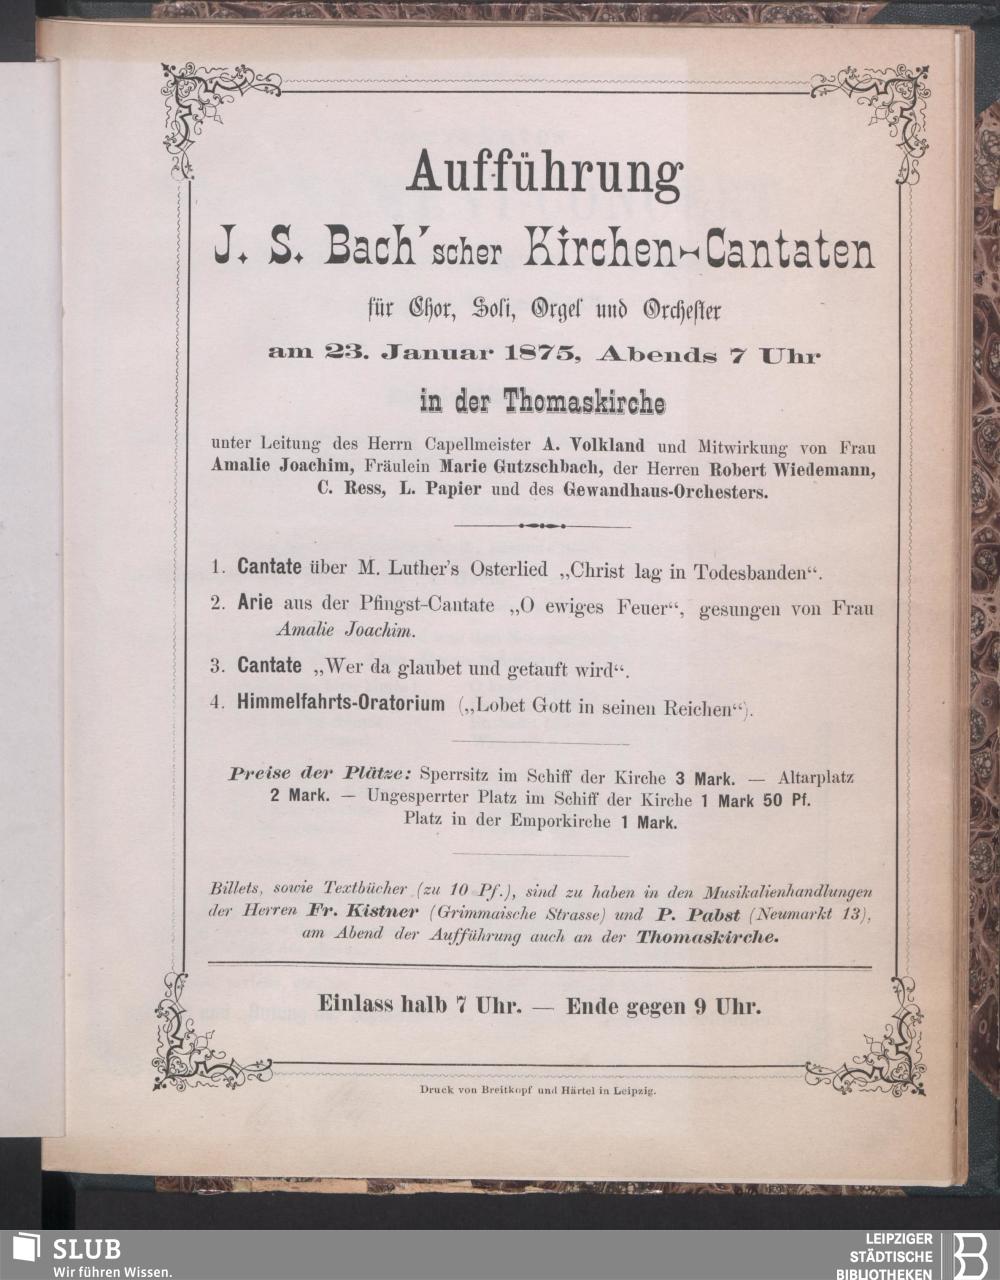 Aufführung
J. S. Bach'scher Kirchen-Cantaten
für Chor, Soli, Orgel und Orchester
am 23. Januar 1875, Abends 7 Uhr
in der Thomaskirche
unter Leitung des Herrn Capellmeister A. Volkland und Mitwirkung von Frau
Amalie Joachim, Fräulein Marie Gutzschbach, der Herren Robert Wiedemann,
C. Ress, L. Papier und des Gewandhaus-Orchesters.
1. Cantate über M. Luther's Osterlied „Christ lag in Todesbanden“.
2. Arie aus der Pfingst-Cantate „O ewiges Feuer“, gesungen von Frau
Amalie Joachim.
3. Cantate „Wer da glaubet und getauft wird“.
4. Himmelfahrts-Oratorium („Lobet Gott in seinen Reichen“).
Preise der Plätze: Sperrsitz im Schiff der Kirche 3 Mark. — Altarplatz
2 Mark. — Ungesperrter Platz im Schiff der Kirche 1 Mark 50 Pf.
Platz in der Emporkirche 1 Mark.
Billets, sowie Textbücher (zu 10 Pf.), sind zu haben in den Musikalienhandlungen
der Herren Fr. Kistner (Grimmaische Strasse) und P. Pabst (Neumarkt 13),
am Abend der Aufführung auch an der Thomaskirche.
Einlass halb 7 Uhr. — Ende gegen 9 Uhr.
Druck von Breitkopf und Härtel in Leipzig.
SLUB
Wir führen Wissen.
LEIPZIGER
STÄDTISCHE
BIBLIOTHEKEN